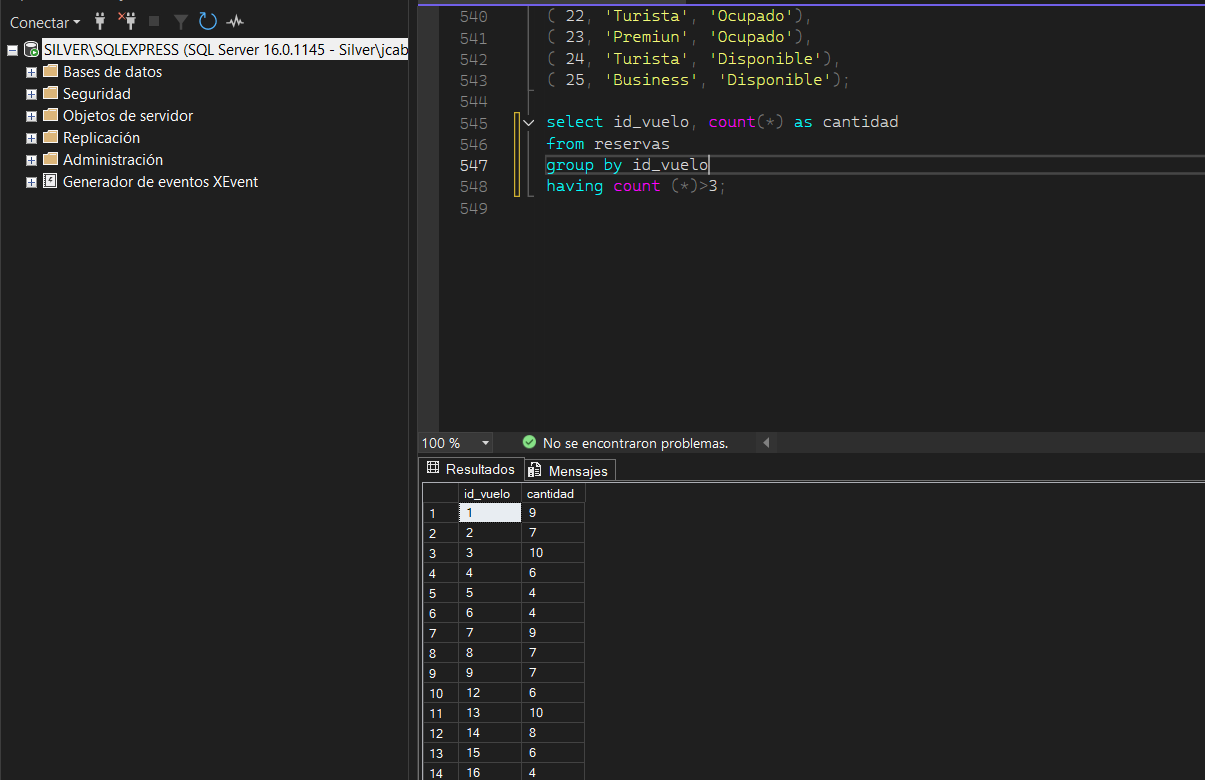 Conectar
SILVER\SQLEXPRESS (SQL Server 16.0.1145 - Silver\jcab
Bases de datos
Seguridad
Objetos de servidor
Replicación
Administración
Generador de eventos XEvent
540 ( 22, 'Turista', 'Ocupado'),
541 ( 23, 'Premiun', 'Ocupado'),
542 ( 24, 'Turista', 'Disponible'),
543 ( 25, 'Business', 'Disponible');
544
545 select id_vuelo, count(*) as cantidad
546 from reservas
547 group by id_vuelo
548 having count (*)>3;
549
100 % No se encontraron problemas.
Resultados Mensajes
id_vuelo cantidad
1 1 9
2 2 7
3 3 10
4 4 6
5 5 4
6 6 4
7 7 9
8 8 7
9 9 7
10 12 6
11 13 10
12 14 8
13 15 6
14 16 4